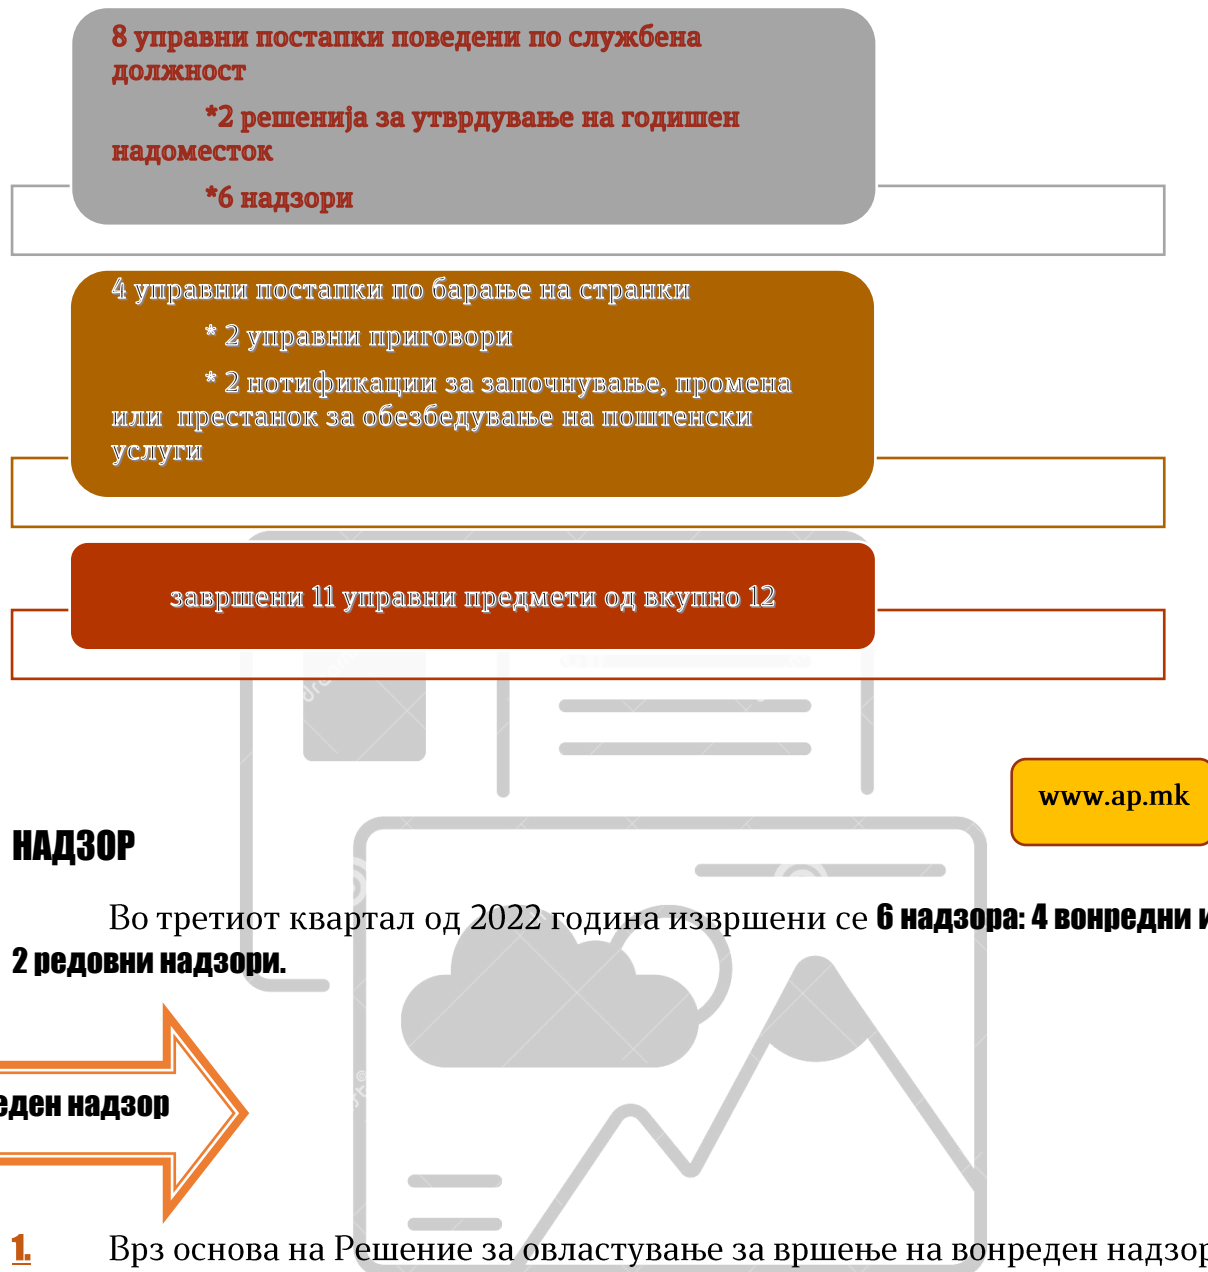 8 управни постапки поведени по службена
должност
*2 решенија за утврдување на годишен
надоместок
*6 надзори
4 управни постапки по барање на странки
* 2 управни приговори
* 2 нотификации за започнување, промена
или престанок за обезбедување на поштенски
услуги
завршени 11 управни предмети од вкупно 12
www.ap.mk
НАДЗОР
Во третиот квартал од 2022 година извршени се 6 надзора: 4 вонредни и
2 редовни надзори.
еден надзор
1. Врз основа на Решение за овластување за вршење на вонреден надзор